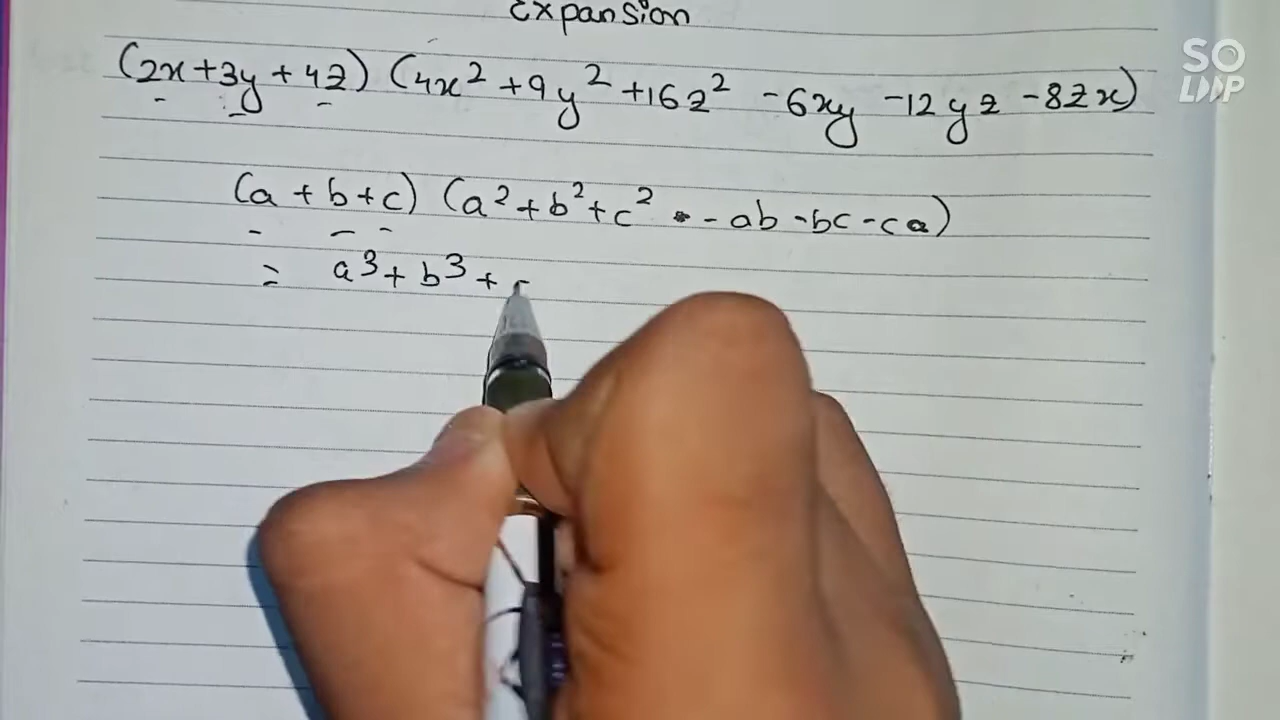 Expansion
SO LAP
(2x+3y+4z) (4x²+9y²+16z² -6xy -12yz -8zx)
(a+b+c) (a²+b²+c² - ab -bc -ca)
= a³+b³+